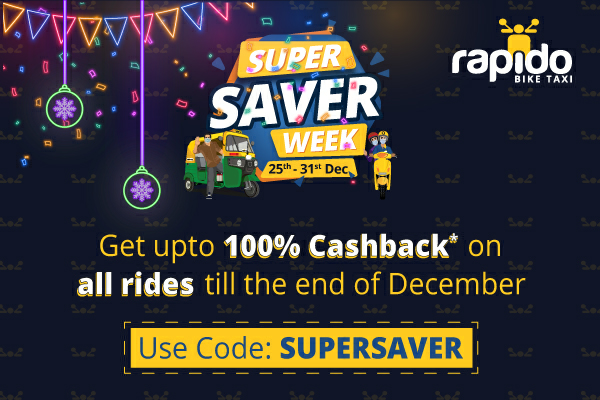 SUPER
SAVER
WEEK
25th - 31st Dec
rapido
BIKE TAXI
Get upto 100% Cashback* on
all rides till the end of December
Use Code: SUPERSAVER